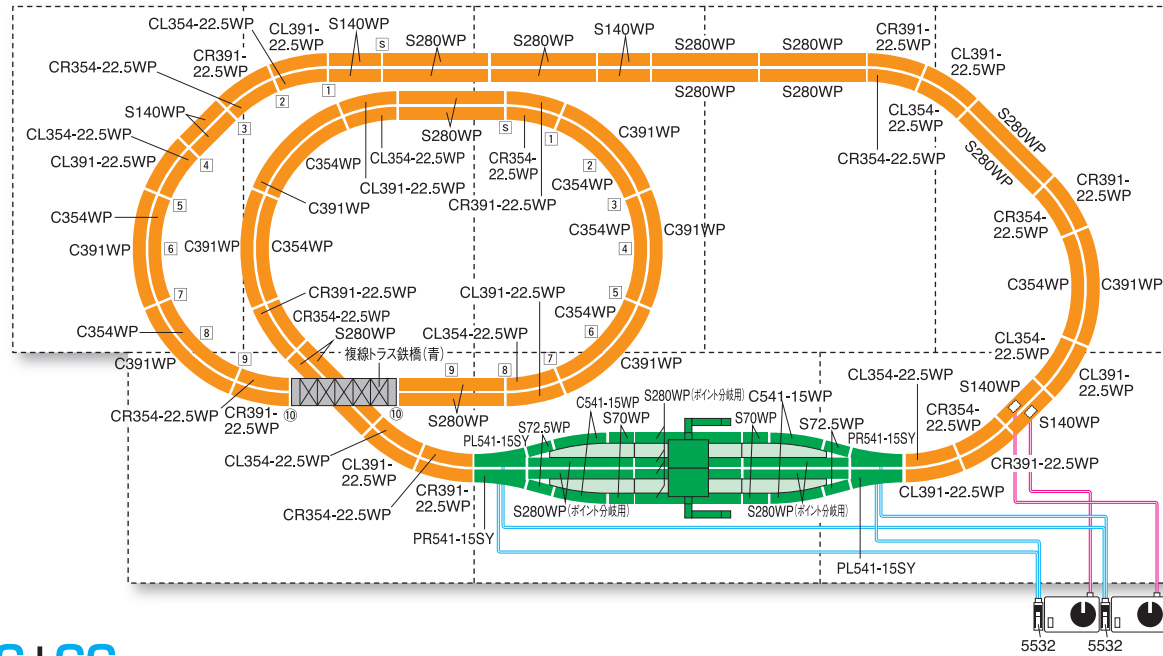 CL354-22.5WP
CL391-
22.5WP
S140WP
S
S280WP
S280WP
S140WP
S280WP
S280WP
CR391-
22.5WP
CL391-
22.5WP
CR391-
22.5WP
CR354-22.5WP
2
1
3
S280WP
S280WP
CL354-
22.5WP
CR354-22.5WP
S280WP
S280WP
S140WP
CL354-22.5WP
CL391-22.5WP
4
S280WP
S
1
C391WP
C354WP
CL354-22.5WP
CR354-
22.5WP
2
CL391-22.5WP
C354WP
CR391-22.5WP
3
CR391-
22.5WP
CR354-
22.5WP
5
C354WP
C391WP
6
C391WP
C391WP
C354WP
C354WP
4
C391WP
C354WP
C391WP
7
CR391-22.5WP
CL391-22.5WP
5
C354WP
8
CR354-22.5WP
S280WP
CL354-22.5WP
C354WP
6
CL354-
22.5WP
C391WP
9
複線トラス鉄橋(青)
9
8
7
C391WP
CL354-22.5WP
S140WP
CL391-
22.5WP
CR354-22.5WP
CR391-
22.5WP
⑩
⑩
S280WP
S280WP(ポイント分岐用)
C541-15WP
S70WP
S70WP
C541-15WP
S72.5WP
S72.5WP
CR354-
22.5WP
S140WP
CL354-22.5WP
PL541-15SY
PR541-15SY
CL391-
22.5WP
CR391-22.5WP
CR354-22.5WP
CR391-
22.5WP
CL391-22.5WP
S280WP(ポイント分岐用)
S280WP(ポイント分岐用)
PR541-15SY
PL541-15SY
5532
5532